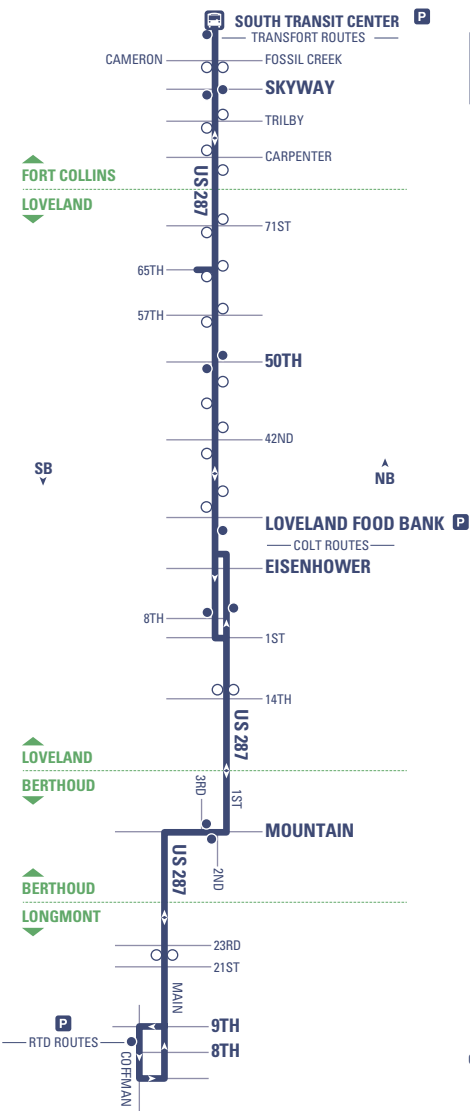 SOUTH TRANSIT CENTER P
TRANSFORT ROUTES
CAMERON FOSSIL CREEK
SKYWAY
TRILBY
CARPENTER
FORT COLLINS
US 287
LOVELAND
71ST
65TH
57TH
50TH
42ND
SB
NB
LOVELAND FOOD BANK P
COLT ROUTES
EISENHOWER
8TH
1ST
14TH
US 287
LOVELAND
BERTHOUD
3RD
1ST
MOUNTAIN
2ND
US 287
BERTHOUD
LONGMONT
23RD
21ST
MAIN
P
9TH
RTD ROUTES
8TH
COFFMAN